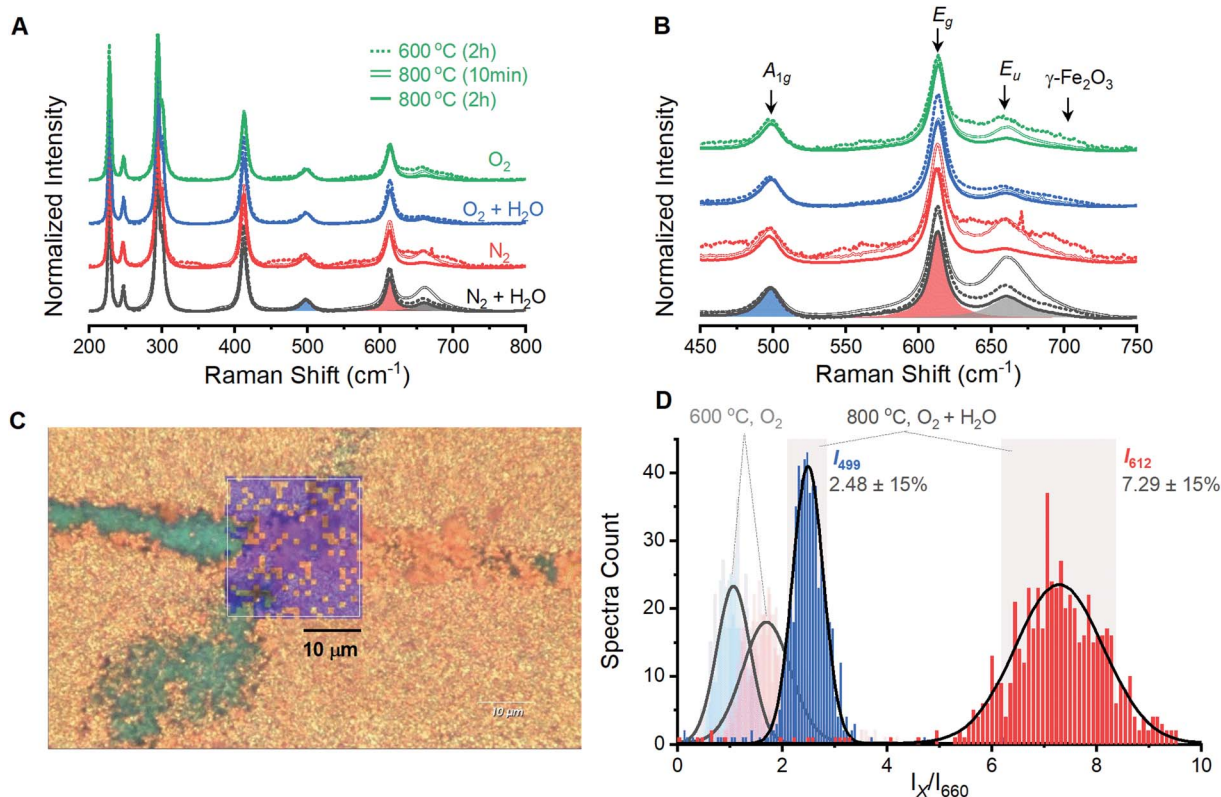 A
Normalized Intensity
600 °C (2h)
800 °C (10min)
800 °C (2h)
O₂
O₂ + H₂O
N₂
N₂ + H₂O
200 300 400 500 600 700 800
Raman Shift (cm⁻¹)
B
Normalized Intensity
A₁g
Eg
Eu
γ-Fe₂O₃
450 500 550 600 650 700 750
Raman Shift (cm⁻¹)
C
10 μm
10 μm
D
600 °C, O₂
800 °C, O₂ + H₂O
I₄₉₉
2.48 ± 15%
I₆₁₂
7.29 ± 15%
Spectra Count
40
30
20
10
0
0 2 4 6 8 10
Iₓ/I₆₆₀